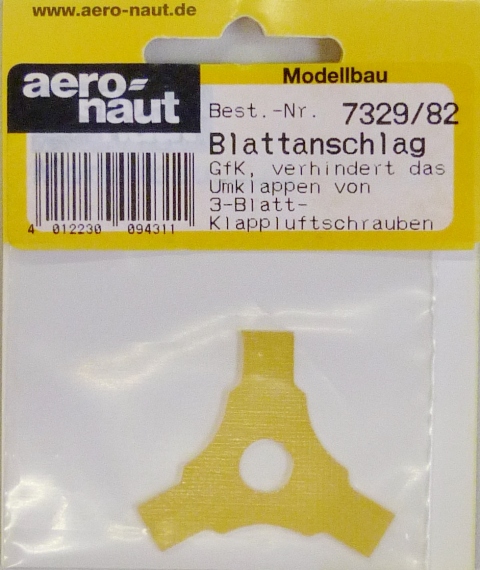 www.aero-naut.de
Modellbau
aero-
naut
Best.-Nr. 7329/82
Blattanschlag
GfK, verhindert das
Umklappen von
3-Blatt-
Klappluftschrauben
4 012230 094311